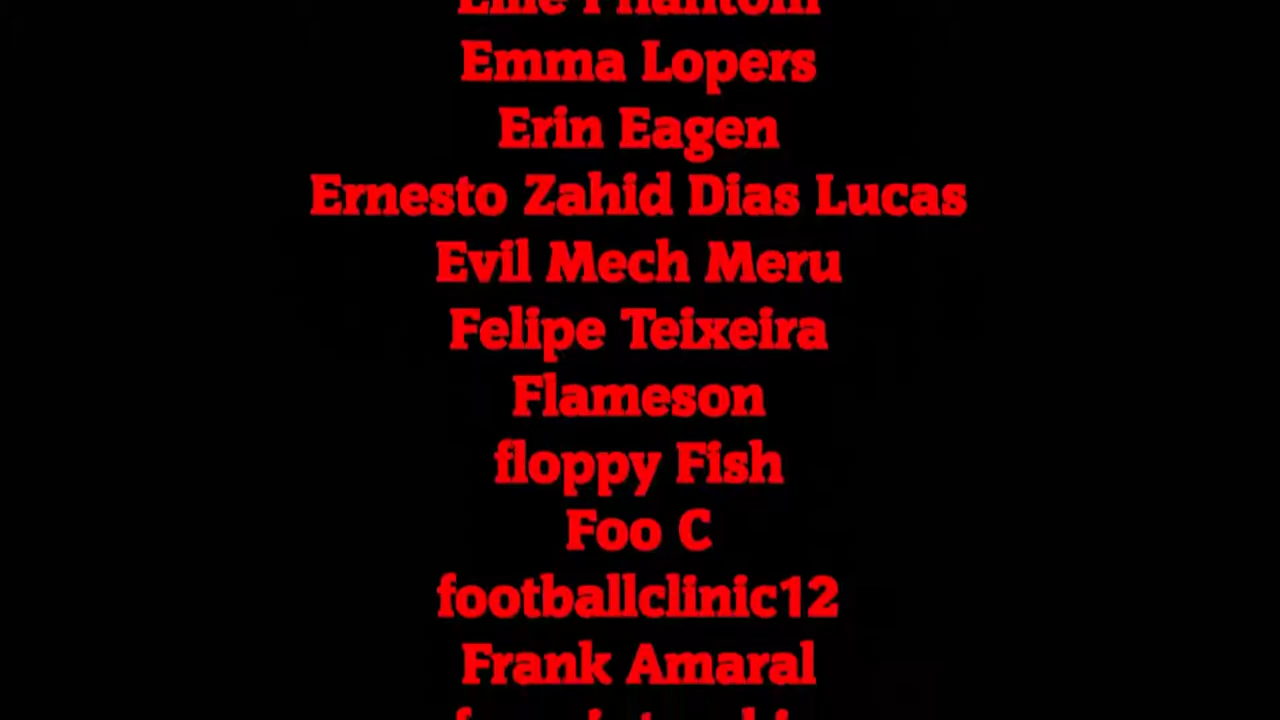 Phantom
Emma Lopers
Erin Eagen
Ernesto Zahid Dias Lucas
Evil Mech Meru
Felipe Teixeira
Flameson
floppy Fish
Foo C
footballclinic12
Frank Amaral